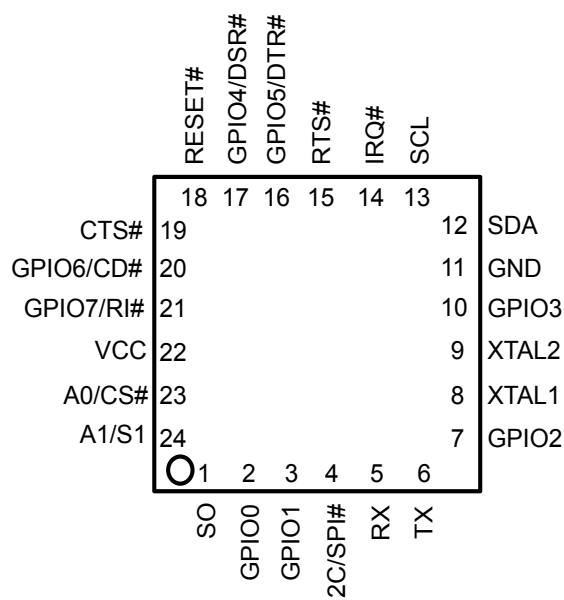 RESET#
GPIO4/DSR#
GPIO5/DTR#
RTS#
IRQ#
SCL
18 17 16 15 14 13
CTS# 19
12 SDA
GPIO6/CD# 20
11 GND
GPIO7/RI# 21
10 GPIO3
VCC 22
9 XTAL2
A0/CS# 23
8 XTAL1
A1/S1 24
7 GPIO2
1 2 3 4 5 6
SO
GPIO0
GPIO1
2C/SPI#
RX
TX